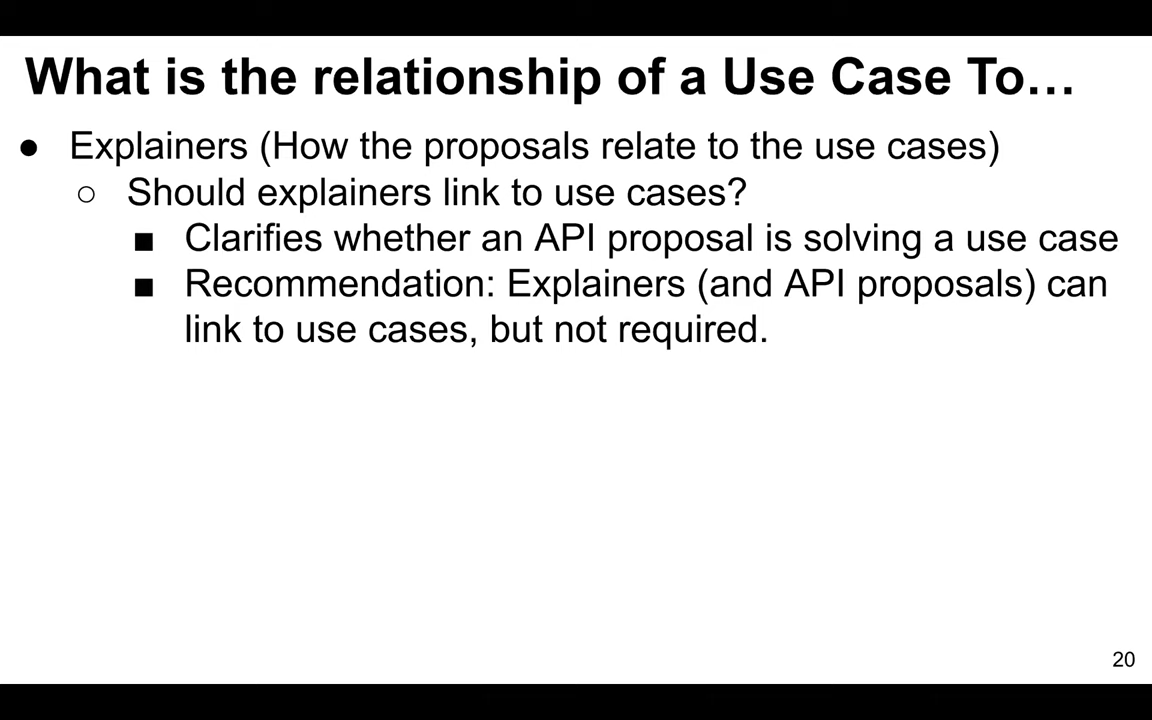 What is the relationship of a Use Case To…
● Explainers (How the proposals relate to the use cases)
○ Should explainers link to use cases?
■ Clarifies whether an API proposal is solving a use case
■ Recommendation: Explainers (and API proposals) can
link to use cases, but not required.
20